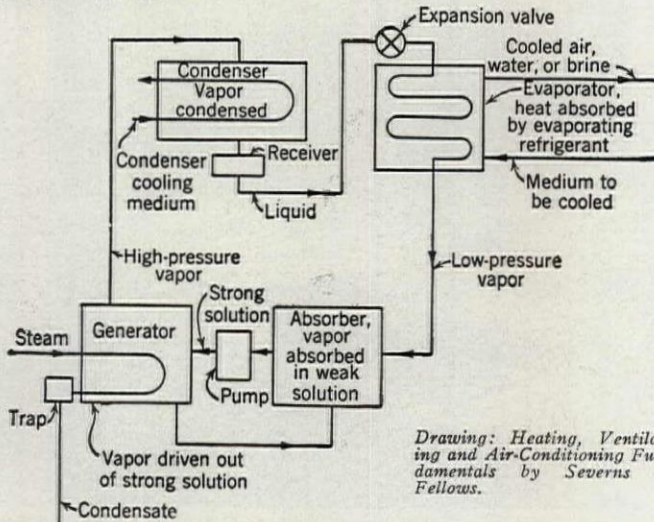 Expansion valve
Cooled air,
water, or brine
Condenser
Vapor
condensed
Evaporator,
heat absorbed
by evaporating
refrigerant
Condenser
cooling
medium
Receiver
Liquid
Medium to
be cooled
High-pressure
vapor
Low-pressure
vapor
Strong
solution
Steam
Generator
Absorber,
vapor
absorbed
in weak
solution
Pump
Trap
Vapor driven out
of strong solution
Condensate
Drawing: Heating, Ventila
ing and Air-Conditioning Fu
damentals by Severns
Fellows.